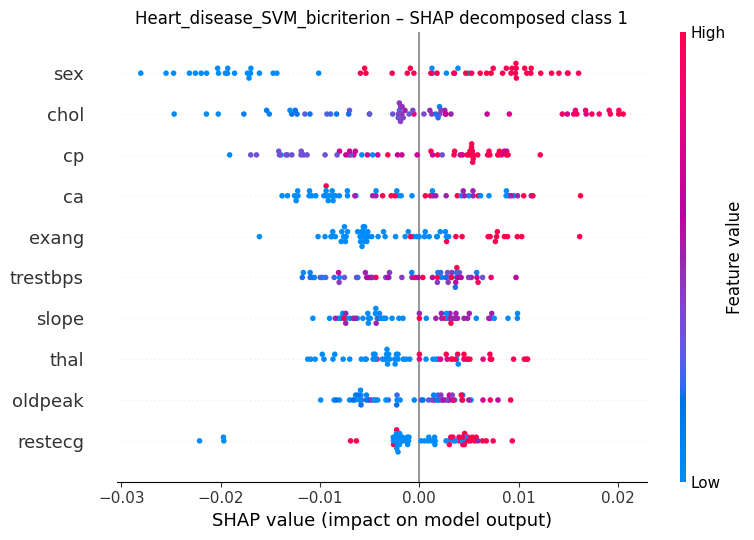 Heart_disease_SVM_bicriterion – SHAP decomposed class 1
High
sex
chol
cp
ca
exang
trestbps
slope
thal
oldpeak
restecg
Feature value
Low
−0.03 −0.02 −0.01 0.00 0.01 0.02
SHAP value (impact on model output)